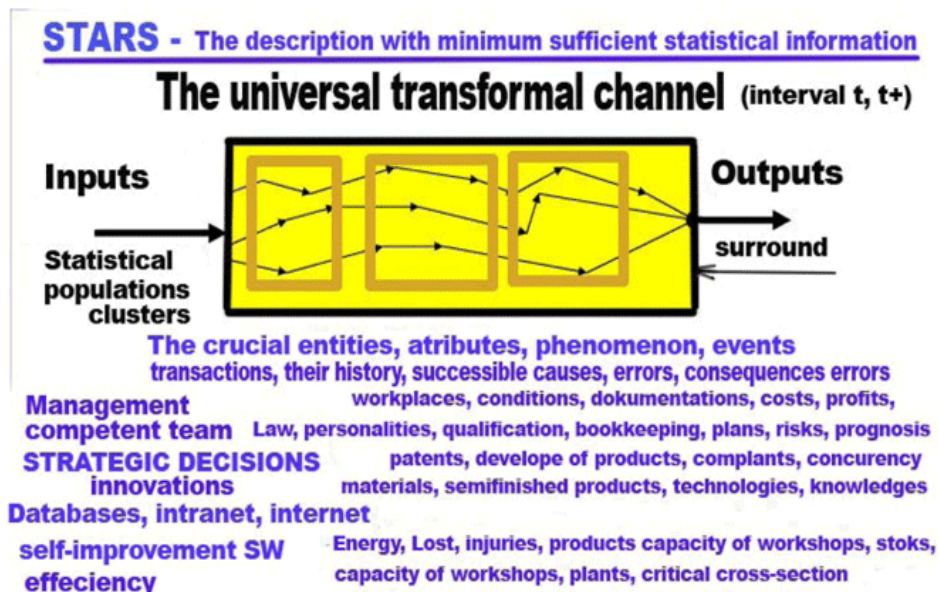 STARS - The description with minimum sufficient statistical information
The universal transformal channel (interval t, t+)
Inputs
Outputs
surround
Statistical
populations
clusters
The crucial entities, atributes, phenomenon, events
transactions, their history, successible causes, errors, consequences errors
Management
workplaces, conditions, dokumentations, costs, profits,
competent team
Law, personalities, qualification, bookkeeping, plans, risks, prognosis
STRATEGIC DECISIONS
patents, develope of products, complants, concurency
innovations
materials, semifinished products, technologies, knowledges
Databases, intranet, internet
self-improvement SW
Energy, Lost, injuries, products capacity of workshops, stoks,
effeciency
capacity of workshops, plants, critical cross-section